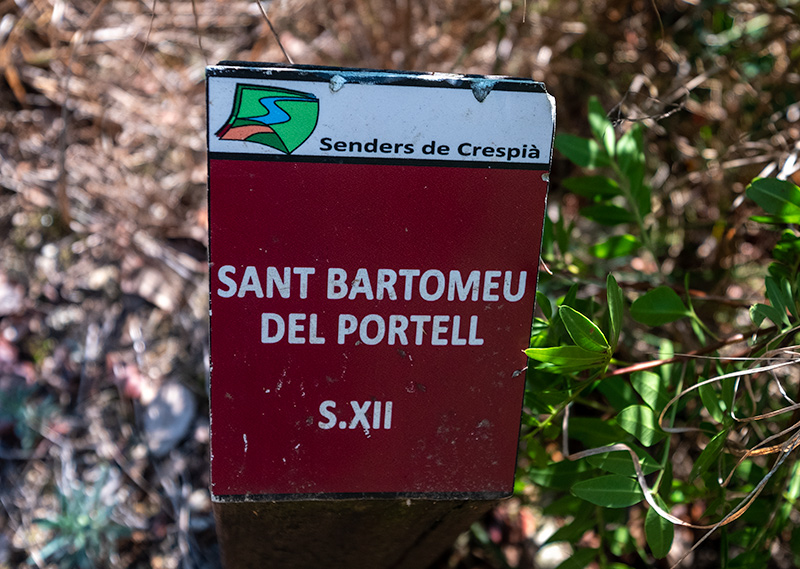 Senders de Crespià
SANT BARTOMEU
DEL PORTELL
S.XII